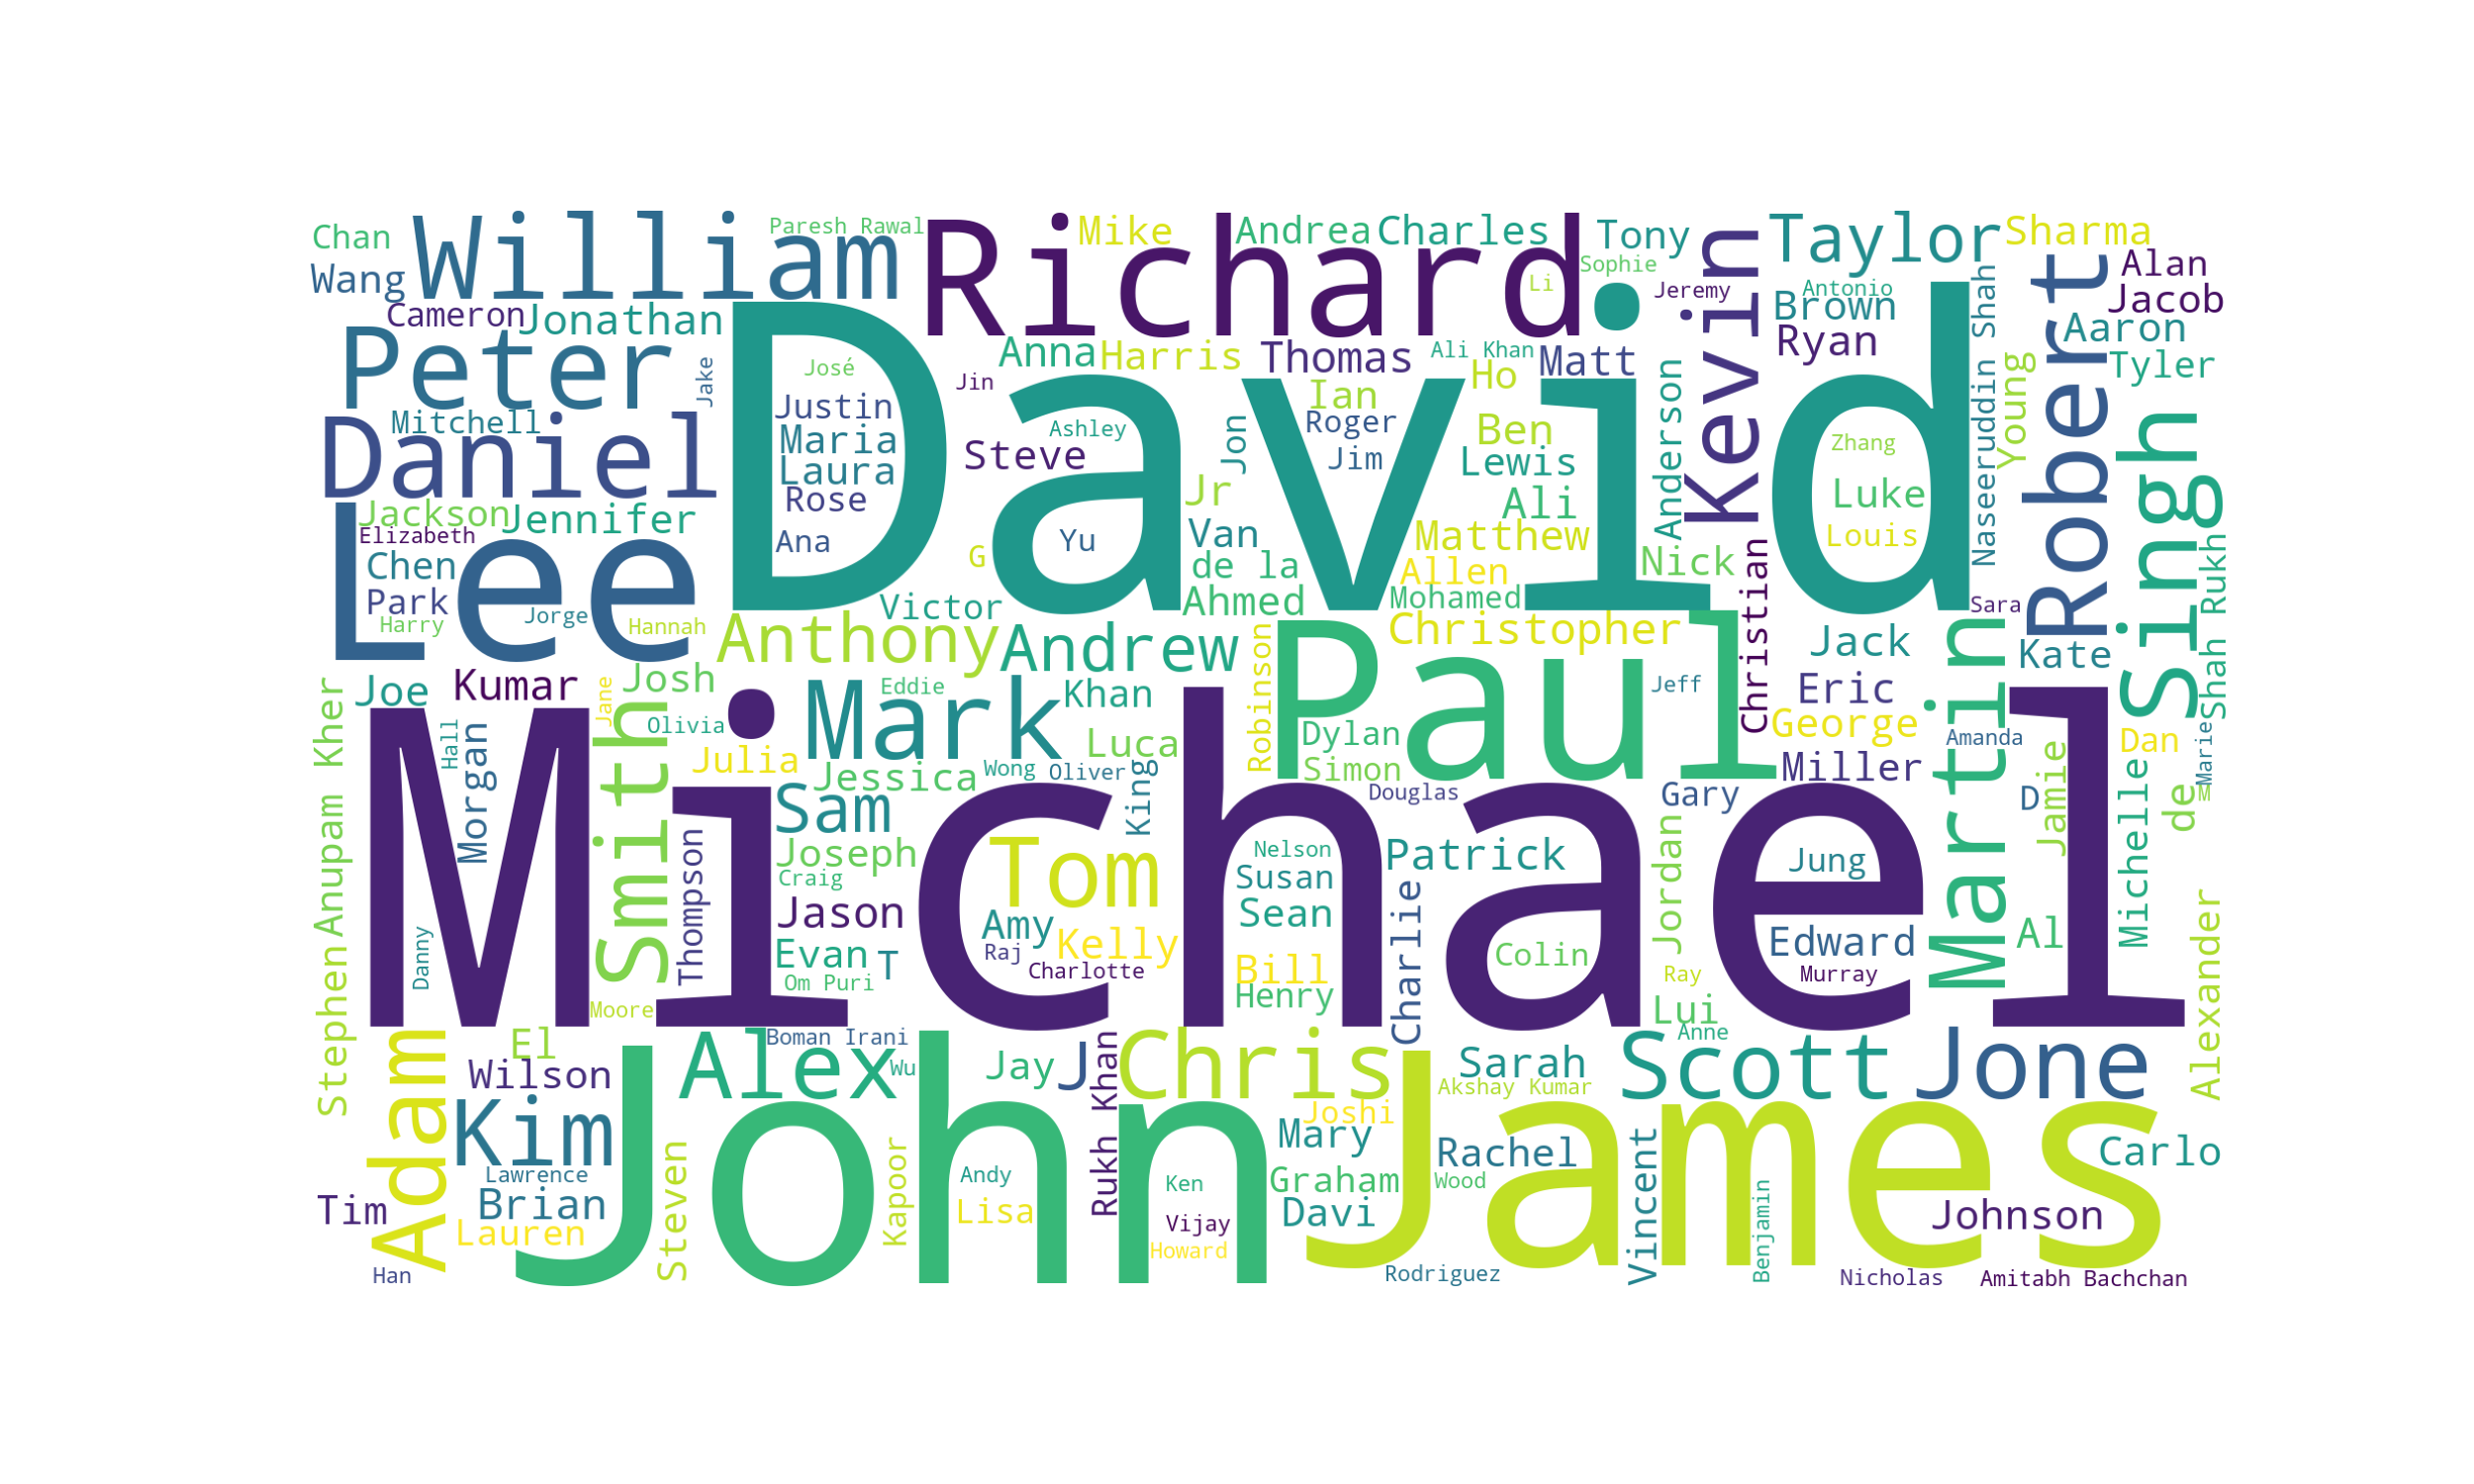 Chan
William
Paresh Rawal
Richard
Mike
Andrea
Charles
Tony
Kevin
Taylor
Sharma
Wang
Sophie
Li
Jeremy
Antonio
Alan
Jacob
Cameron
Jonathan
David
Brown
Naseeruddin Shah
Robert
Aaron
Peter
Jake
José
Jin
Anna
Harris
Thomas
Ali Khan
Matt
Ryan
Tyler
Young
Ho
Ian
Anderson
Daniel
Mitchell
Justin
Maria
Laura
Rose
Ana
Ashley
Steve
Jon
Roger
Jim
Ben
Lewis
Zhang
Singh
Jackson
Jennifer
Jr
Ali
Luke
Louis
Lee
Elizabeth
Chen
Park
G
Yu
Van
de la
Matthew
Allen
Nick
Christian
Shah Rukh
Harry
Jorge
Hannah
Victor
Ahmed
Mohamed
Sara
Anthony
Andrew
Robinson
Paul
Christopher
Jack
Kate
Joe
Kumar
Jane
Josh
Olivia
Mark
Eddie
Khan
Jeff
Eric
Martin
Anupam Kher
Hall
Morgan
Smith
Julia
Jessica
Luca
Wong
Oliver
King
Dylan
Simon
Douglas
George
Miller
Amanda
Dan
Marie
Michael
Sam
Gary
D
Jamie
Michelle
de
M
Thompson
Joseph
Craig
Tom
Nelson
Susan
Patrick
Jordan
Jung
Danny
Jason
Amy
Kelly
Sean
Charlie
Edward
Al
Alexander
Stephen
Evan
T
Raj
Charlotte
Bill
Colin
Ray
Murray
Om Puri
Moore
Henry
Lui
Adam
El
Alex
Boman Irani
Wu
Jay
J
Rukh Khan
Chris
Sarah
Anne
Scott
Jone
Wilson
Akshay Kumar
Kim
John
Joshi
James
Mary
Rachel
Vincent
Carlo
Lawrence
Steven
Kapoor
Andy
Ken
Graham
Wood
Benjamin
Tim
Brian
Lisa
Vijay
Davi
Johnson
Lauren
Howard
Han
Rodriguez
Nicholas
Amitabh Bachchan